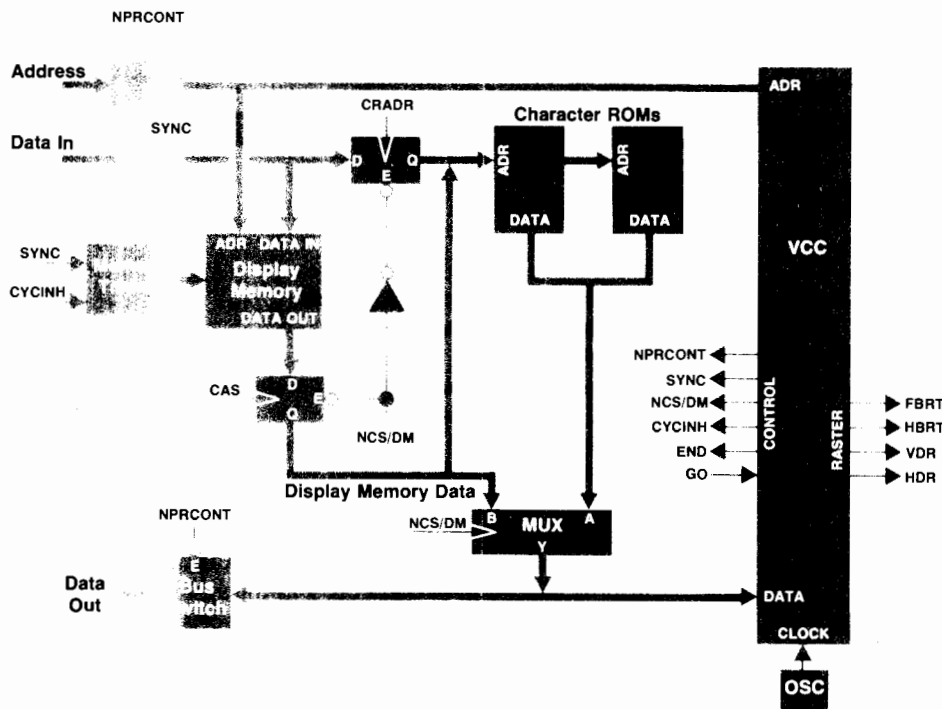 NPRCONT
Address
ADR
CRADR
Character ROMs
SYNC
Data In
D
Q
E
ADR
ADR
DATA
DATA
VCC
ADR
DATA IN
Display
Memory
DATA OUT
SYNC
CYCINH
CAS
D
Q
E
NCS/DM
NPRCONT
SYNC
NCS/DM
CYCINH
END
GO
CONTROL
RASTER
FBRT
HBRT
VDR
HDR
Display Memory Data
NCS/DM
B
MUX
A
Y
NPRCONT
E
Bus
Switch
Data
Out
DATA
CLOCK
OSC